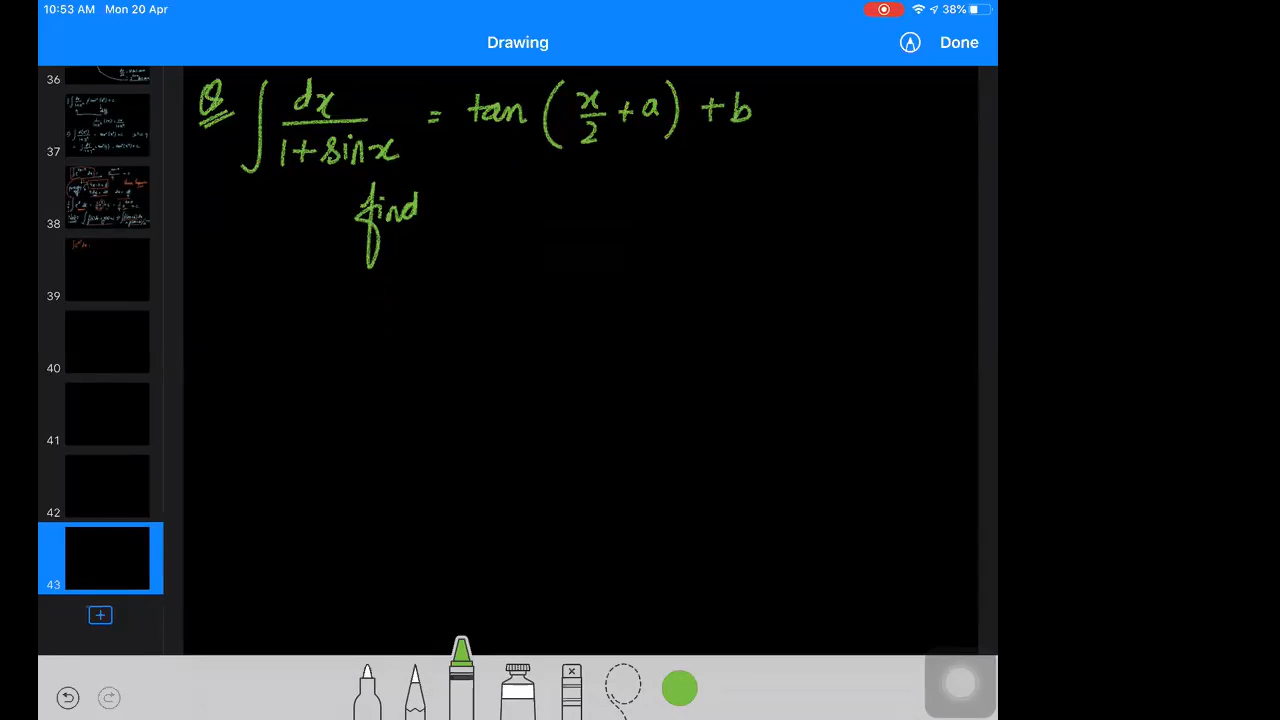 10:53 AM Mon 20 Apr
38%
Drawing
Done
36
37
38
39
40
41
42
43
Q ∫ dx / (1 + sin x) = tan ( x/2 + a ) + b
find